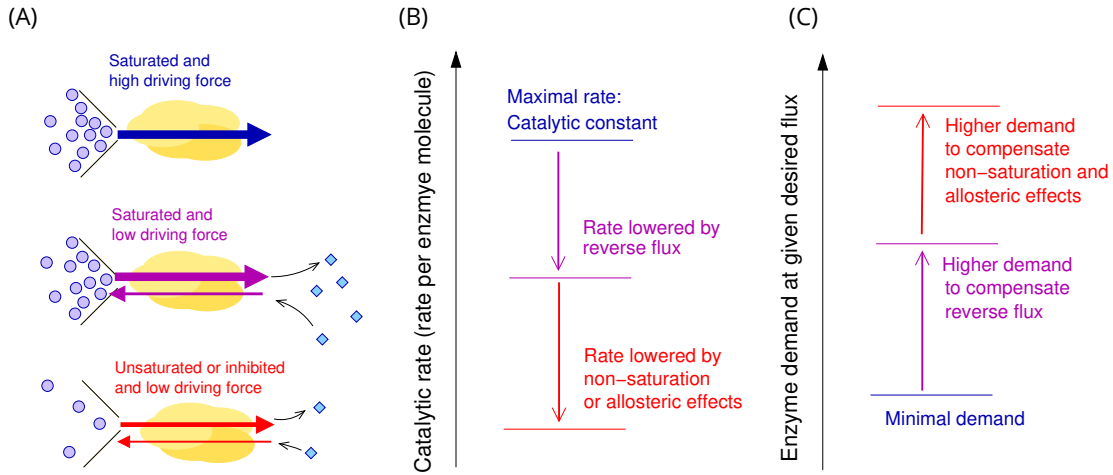 (A)
Saturated and
high driving force
Saturated and
low driving force
Unsaturated or inhibited
and low driving force
(B)
Catalytic rate (rate per enzmye molecule)
Maximal rate:
Catalytic constant
Rate lowered by
reverse flux
Rate lowered by
non−saturation
or allosteric effects
(C)
Enzyme demand at given desired flux
Higher demand
to compensate
non−saturation and
allosteric effects
Higher demand
to compensate
reverse flux
Minimal demand